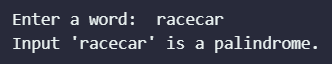 Enter a word:  racecar
Input 'racecar' is a palindrome.